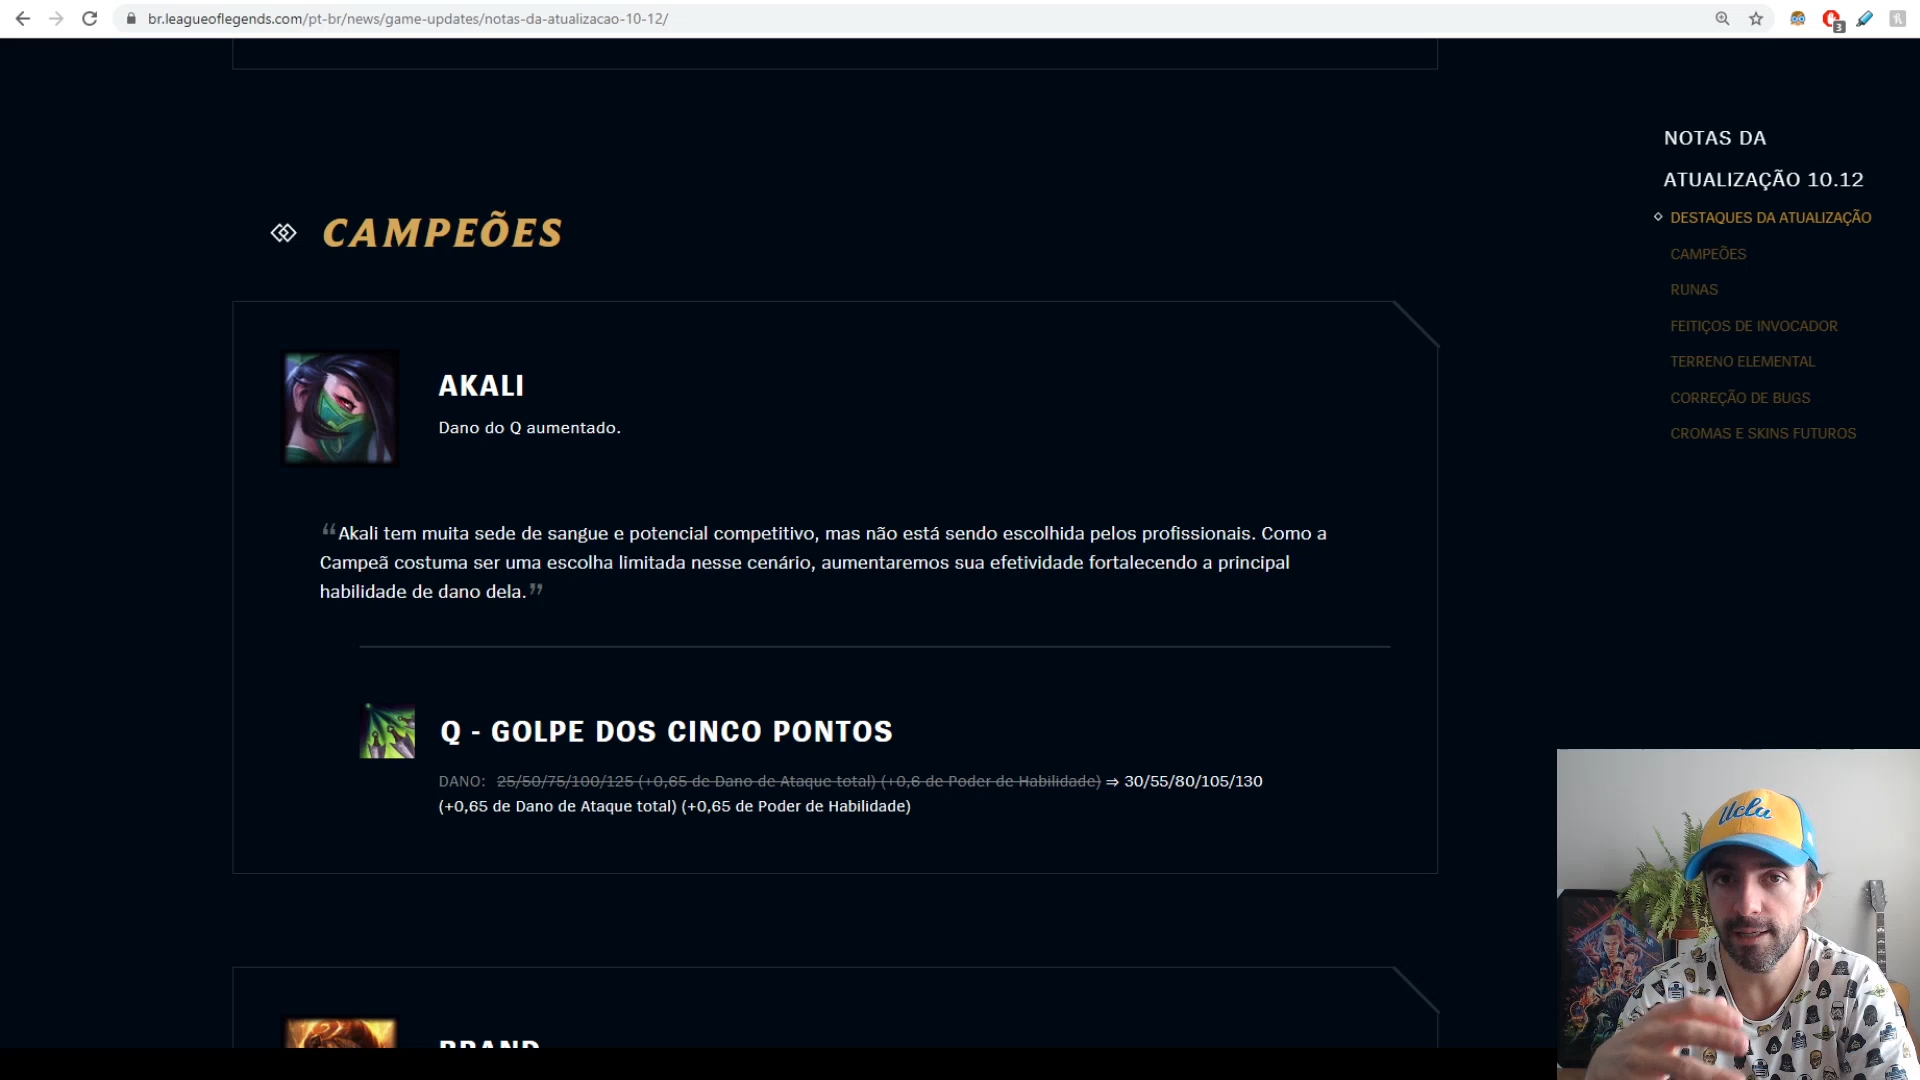 br.leagueoflegends.com/pt-br/news/game-updates/notas-da-atualizacao-10-12/
3
NOTAS DA
ATUALIZAÇÃO 10.12
DESTAQUES DA ATUALIZAÇÃO
CAMPEÕES
RUNAS
FEITIÇOS DE INVOCADOR
TERRENO ELEMENTAL
CORREÇÃO DE BUGS
CROMAS E SKINS FUTUROS
CAMPEÕES
AKALI
Dano do Q aumentado.
“Akali tem muita sede de sangue e potencial competitivo, mas não está sendo escolhida pelos profissionais. Como a
Campeã costuma ser uma escolha limitada nesse cenário, aumentaremos sua efetividade fortalecendo a principal
habilidade de dano dela.”
Q - GOLPE DOS CINCO PONTOS
DANO: 25/50/75/100/125 (+0,65 de Dano de Ataque total) (+0,6 de Poder de Habilidade) ⇒ 30/55/80/105/130
(+0,65 de Dano de Ataque total) (+0,65 de Poder de Habilidade)
BRAND
Ucla